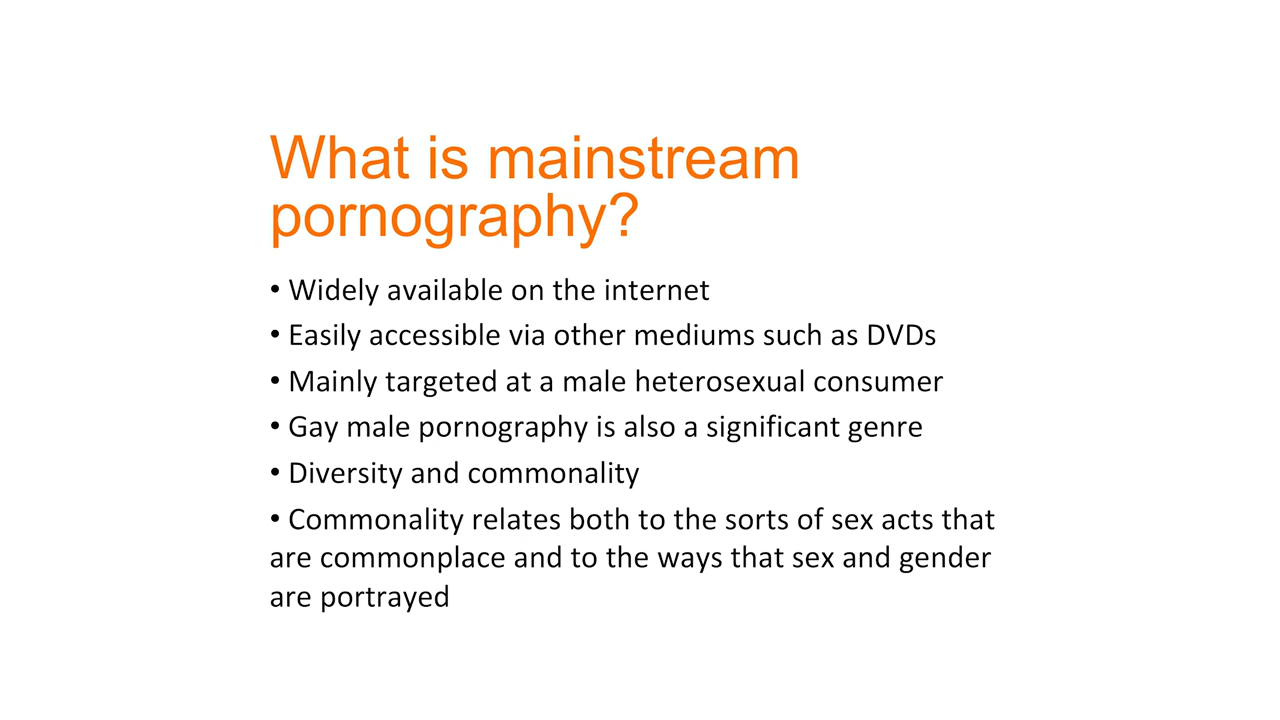 What is mainstream
pornography?
• Widely available on the internet
• Easily accessible via other mediums such as DVDs
• Mainly targeted at a male heterosexual consumer
• Gay male pornography is also a significant genre
• Diversity and commonality
• Commonality relates both to the sorts of sex acts that
are commonplace and to the ways that sex and gender
are portrayed